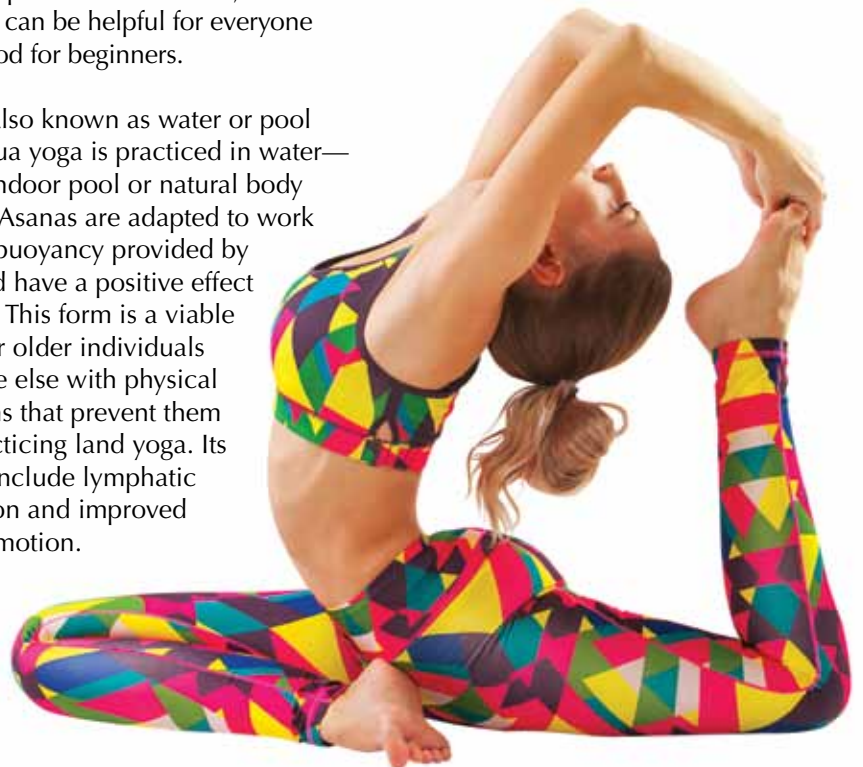 can be helpful for everyone
od for beginners.
also known as water or pool
ua yoga is practiced in water—
ndoor pool or natural body
Asanas are adapted to work
buoyancy provided by
d have a positive effect
This form is a viable
r older individuals
e else with physical
ns that prevent them
cticing land yoga. Its
nclude lymphatic
on and improved
motion.